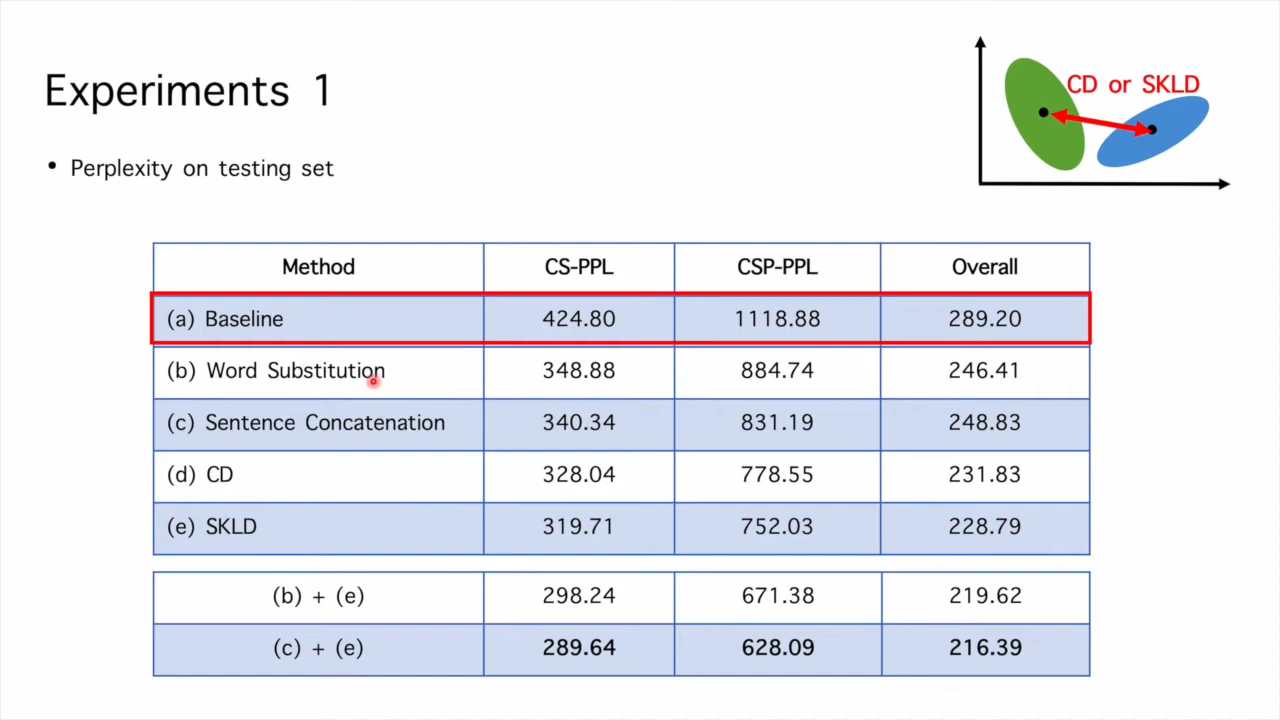 Experiments 1
CD or SKLD
• Perplexity on testing set
Method CS-PPL CSP-PPL Overall
(a) Baseline 424.80 1118.88 289.20
(b) Word Substitution 348.88 884.74 246.41
(c) Sentence Concatenation 340.34 831.19 248.83
(d) CD 328.04 778.55 231.83
(e) SKLD 319.71 752.03 228.79
(b) + (e) 298.24 671.38 219.62
(c) + (e) 289.64 628.09 216.39